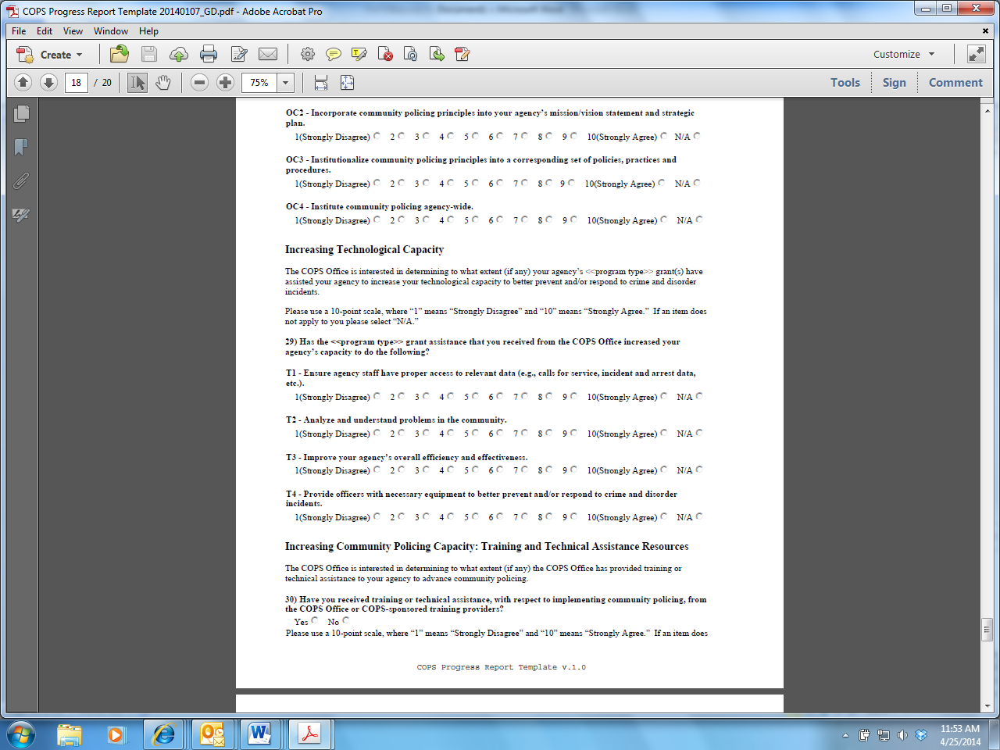 COPS Progress Report Template 20140107_GD.pdf - Adobe Acrobat Pro
File Edit View Window Help
Create Customize
18 / 20 75% Tools Sign Comment
OC2 - Incorporate community policing principles into your agency’s mission/vision statement and strategic
plan.
1(Strongly Disagree) 2 3 4 5 6 7 8 9 10(Strongly Agree) N/A
OC3 - Institutionalize community policing principles into a corresponding set of policies, practices and
procedures.
1(Strongly Disagree) 2 3 4 5 6 7 8 9 10(Strongly Agree) N/A
OC4 - Institute community policing agency-wide.
1(Strongly Disagree) 2 3 4 5 6 7 8 9 10(Strongly Agree) N/A
Increasing Technological Capacity
The COPS Office is interested in determining to what extent (if any) your agency’s <<program type>> grant(s) have
assisted your agency to increase your technological capacity to better prevent and/or respond to crime and disorder
incidents.
Please use a 10-point scale, where “1” means “Strongly Disagree” and “10” means “Strongly Agree.” If an item does
not apply to you please select “N/A.”
29) Has the <<program type>> grant assistance that you received from the COPS Office increased your
agency’s capacity to do the following?
T1 - Ensure agency staff have proper access to relevant data (e.g., calls for service, incident and arrest data,
etc.).
1(Strongly Disagree) 2 3 4 5 6 7 8 9 10(Strongly Agree) N/A
T2 - Analyze and understand problems in the community.
1(Strongly Disagree) 2 3 4 5 6 7 8 9 10(Strongly Agree) N/A
T3 - Improve your agency’s overall efficiency and effectiveness.
1(Strongly Disagree) 2 3 4 5 6 7 8 9 10(Strongly Agree) N/A
T4 - Provide officers with necessary equipment to better prevent and/or respond to crime and disorder
incidents.
1(Strongly Disagree) 2 3 4 5 6 7 8 9 10(Strongly Agree) N/A
Increasing Community Policing Capacity: Training and Technical Assistance Resources
The COPS Office is interested in determining to what extent (if any) the COPS Office has provided training or
technical assistance to your agency to advance community policing.
30) Have you received training or technical assistance, with respect to implementing community policing, from
the COPS Office or COPS-sponsored training providers?
Yes No
Please use a 10-point scale, where “1” means “Strongly Disagree” and “10” means “Strongly Agree.” If an item does
COPS Progress Report Template v.1.0
11:53 AM
4/25/2014